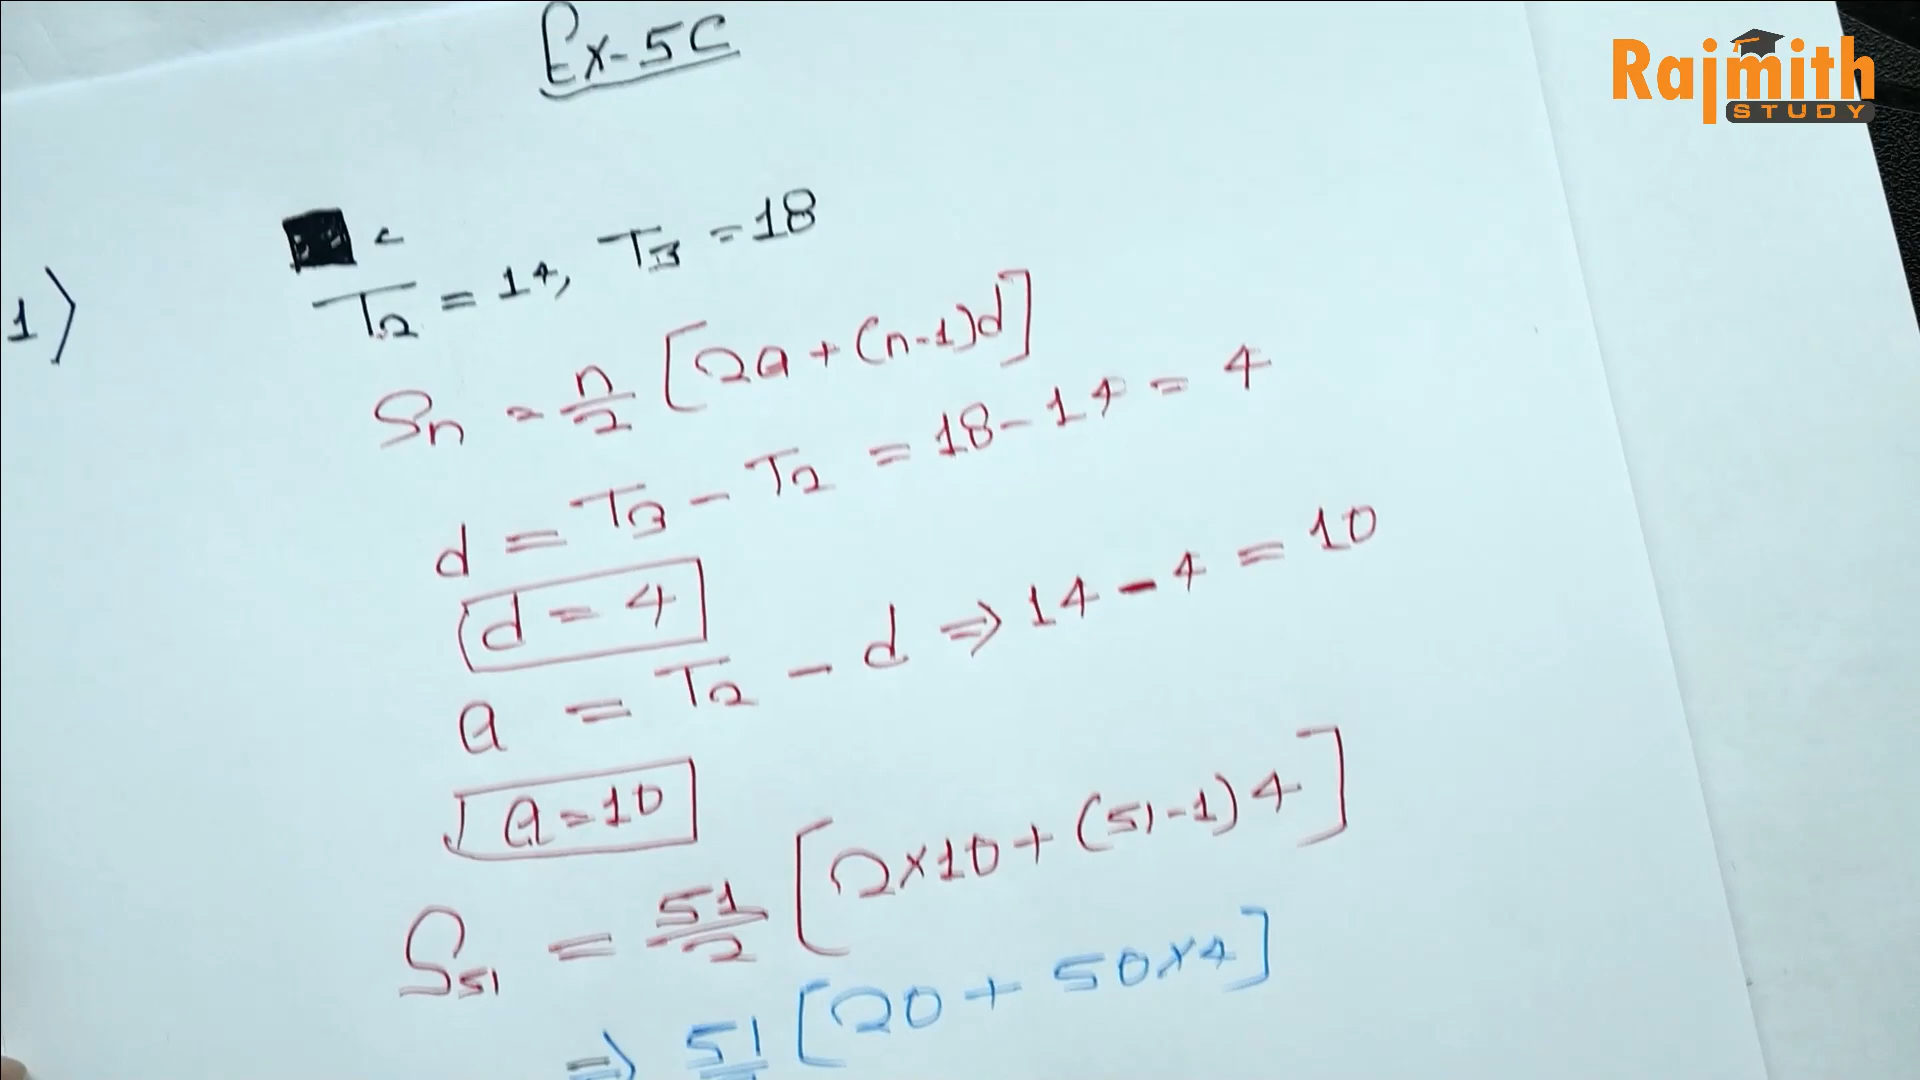 Ex-5C
Rajmith
STUDY
1) T2 = 14, T3 = 18
Sn = n/2 [2a + (n-1)d]
d = T3 - T2 = 18 - 14 = 4
d = 4
a = T2 - d ⇒ 14 - 4 = 10
a = 10
S51 = 51/2 [2×10 + (51-1)4]
⇒ 51 [20 + 50×4]